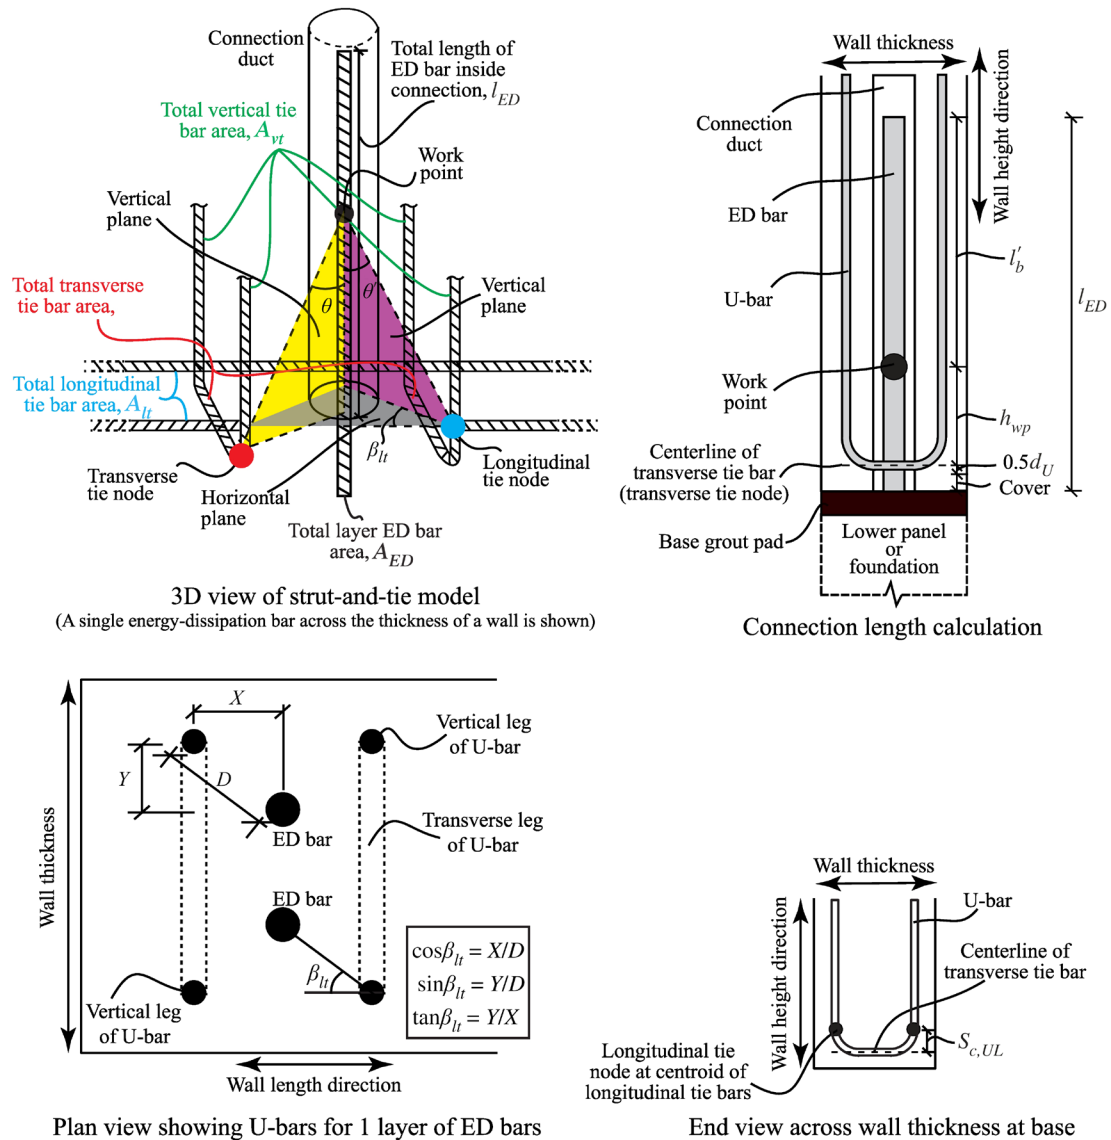 Connection
duct
Total length of
ED bar inside
connection, l_ED
Total vertical tie
bar area, A_vt
Work
point
Vertical
plane
θ
θ′
Vertical
plane
Total transverse
tie bar area,
Total longitudinal
tie bar area, A_lt
β_lt
Transverse
tie node
Horizontal
plane
Longitudinal
tie node
Total layer ED bar
area, A_ED
3D view of strut-and-tie model
(A single energy-dissipation bar across the thickness of a wall is shown)
Wall thickness
Wall height direction
Connection
duct
ED bar
U-bar
l′_b
l_ED
Work
point
h_wp
Centerline of
transverse tie bar
(transverse tie node)
0.5d_U
Cover
Base grout pad
Lower panel
or
foundation
Connection length calculation
X
Vertical leg
of U-bar
Y
D
ED bar
Transverse leg
of U-bar
Wall thickness
ED bar
β_lt
cosβ_lt = X/D
sinβ_lt = Y/D
tanβ_lt = Y/X
Vertical leg
of U-bar
Wall length direction
Plan view showing U-bars for 1 layer of ED bars
Wall thickness
Wall height direction
U-bar
Centerline of
transverse tie bar
S_c,UL
Longitudinal tie
node at centroid of
longitudinal tie bars
End view across wall thickness at base